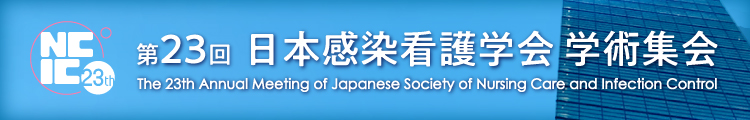 NC
IC
23th
第23回 日本感染看護学会 学術集会
The 23th Annual Meeting of Japanese Society of Nursing Care and Infection Control